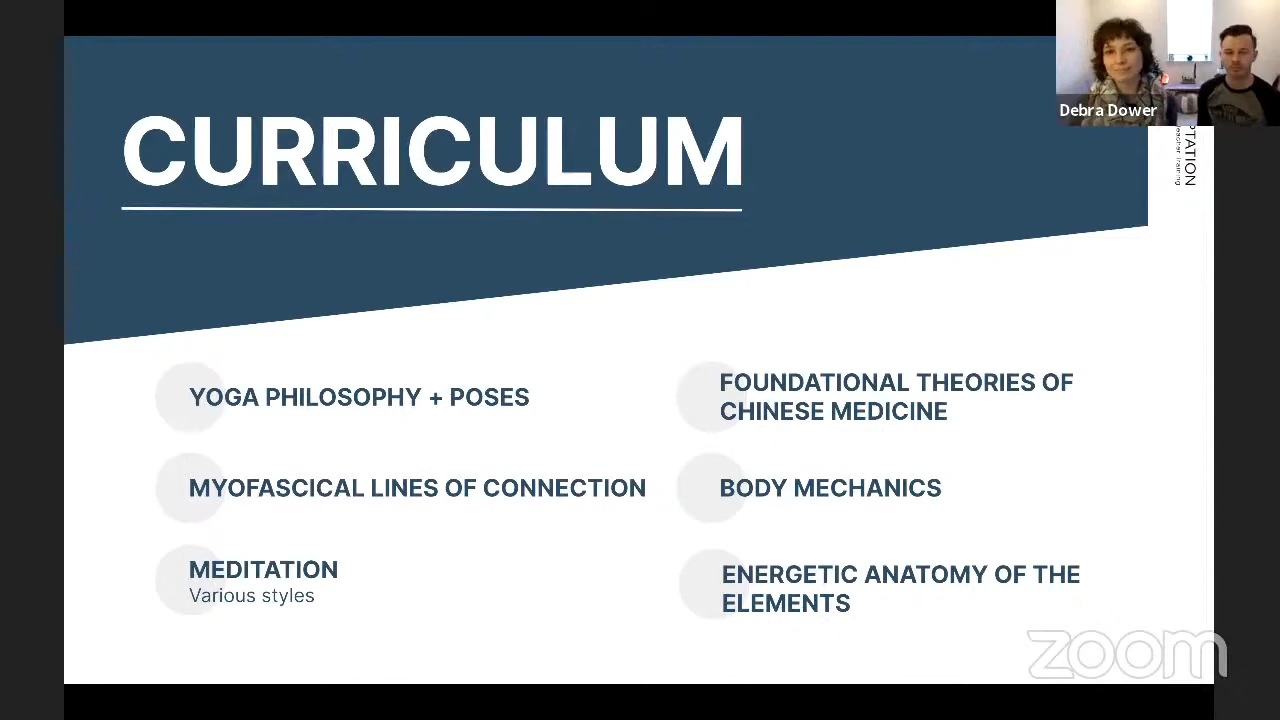 CURRICULUM
Debra Dower
YOGA PHILOSOPHY + POSES
FOUNDATIONAL THEORIES OF
CHINESE MEDICINE
MYOFASCICAL LINES OF CONNECTION
BODY MECHANICS
MEDITATION
Various styles
ENERGETIC ANATOMY OF THE
ELEMENTS
zoom